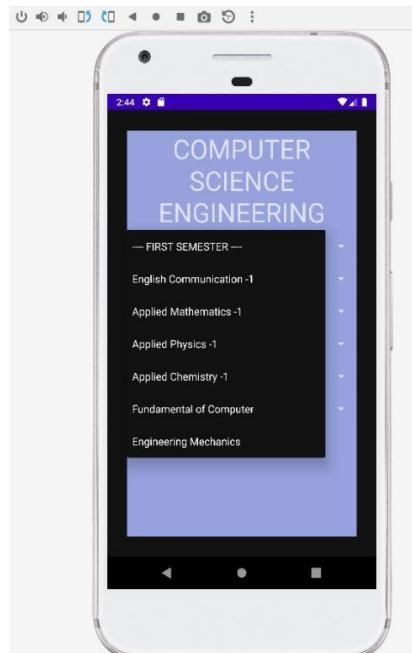 2:44
COMPUTER
SCIENCE
ENGINEERING
---- FIRST SEMESTER ----
English Communication -1
Applied Mathematics -1
Applied Physics -1
Applied Chemistry -1
Fundamental of Computer
Engineering Mechanics